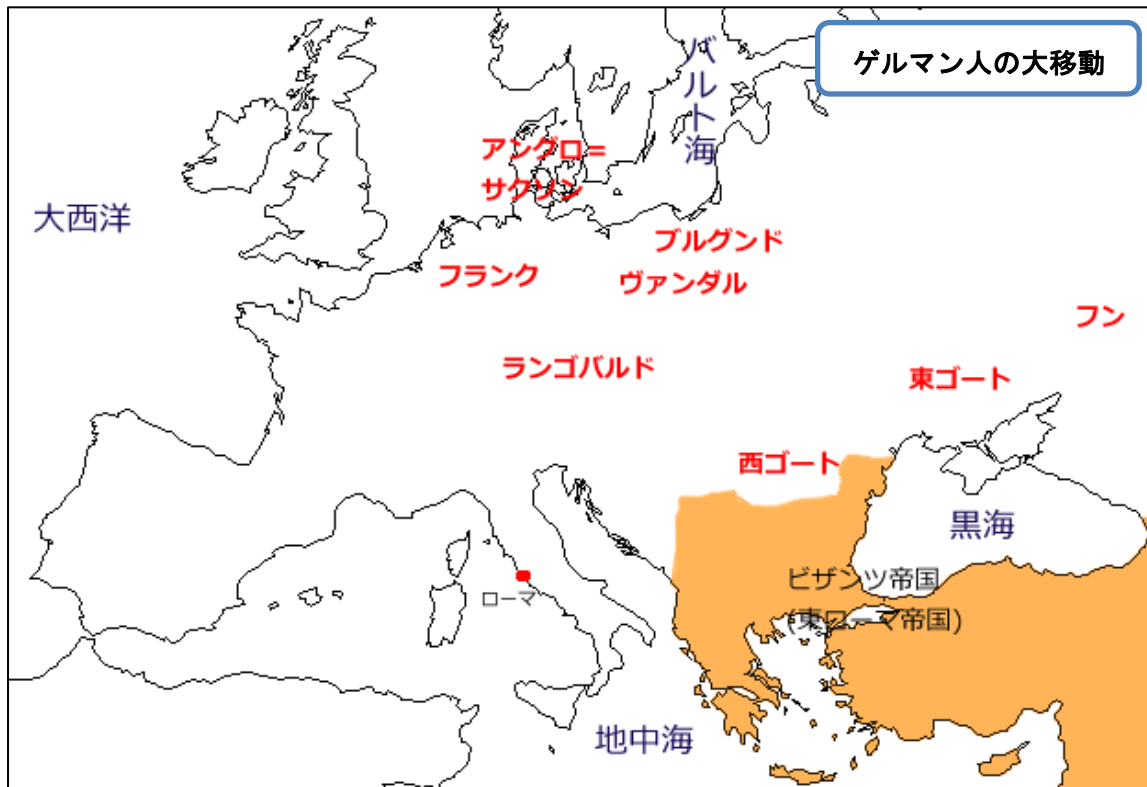 ゲルマン人の大移動
バルト海
アングロ=
サクソン
大西洋
ブルグンド
フランク
ヴァンダル
フン
ランゴバルド
東ゴート
西ゴート
黒海
ビザンツ帝国
(東ローマ帝国)
ローマ
地中海